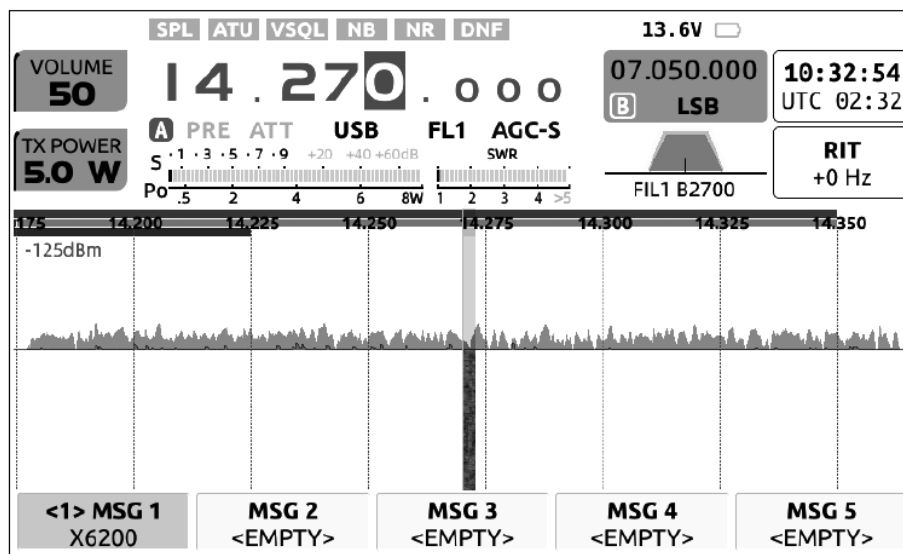 SPL ATU VSQL NB NR DNF 13.6V
VOLUME
50
14.270.000
07.050.000
B LSB
10:32:54
UTC 02:32
A PRE ATT USB FL1 AGC-S
TX POWER
5.0 W
S ·1 ·3 ·5 ·7 ·9 +20 +40 +60dB SWR
Po .5 2 4 6 8W 1 2 3 4 >5
FIL1 B2700
RIT
+0 Hz
175 14.200 14.225 14.250 14.275 14.300 14.325 14.350
-125dBm
<1> MSG 1 MSG 2 MSG 3 MSG 4 MSG 5
X6200 <EMPTY> <EMPTY> <EMPTY> <EMPTY>